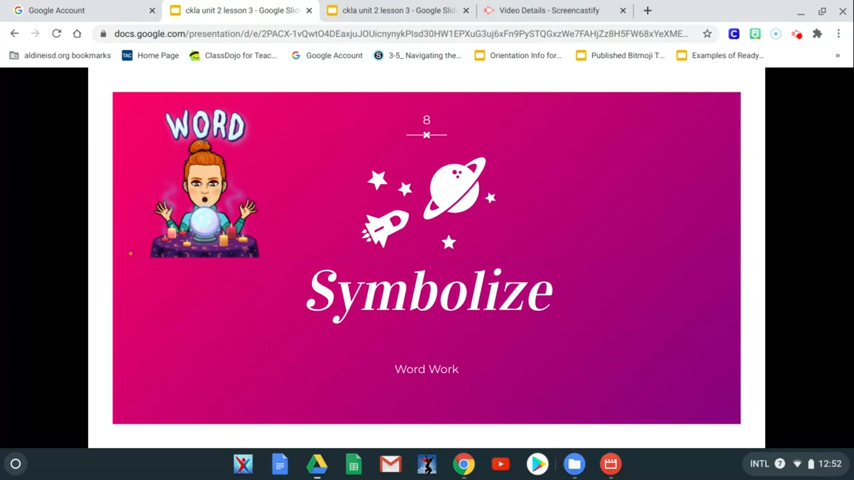 Google Account
ckla unit 2 lesson 3 - Google Slid
ckla unit 2 lesson 3 - Google Slid
Video Details - Screencastify
docs.google.com/presentation/d/e/2PACX-1vQwtO4DEaxjuJOUicnynykPIsd30HW1EPXuG3uj6xFn9PySTQGxzWe7FAHjZz8H5FW68xYeXME...
aldineisd.org bookmarks
Home Page
ClassDojo for Teac...
Google Account
3-5_ Navigating the...
Orientation Info for...
Published Bitmoji T...
Examples of Ready...
WORD
8
Symbolize
Word Work
INTL
7
12:52